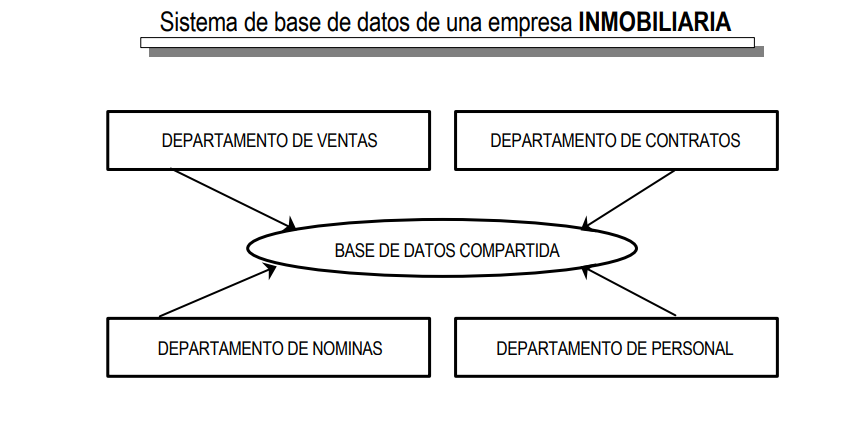 Sistema de base de datos de una empresa INMOBILIARIA
DEPARTAMENTO DE VENTAS
DEPARTAMENTO DE CONTRATOS
BASE DE DATOS COMPARTIDA
DEPARTAMENTO DE NOMINAS
DEPARTAMENTO DE PERSONAL